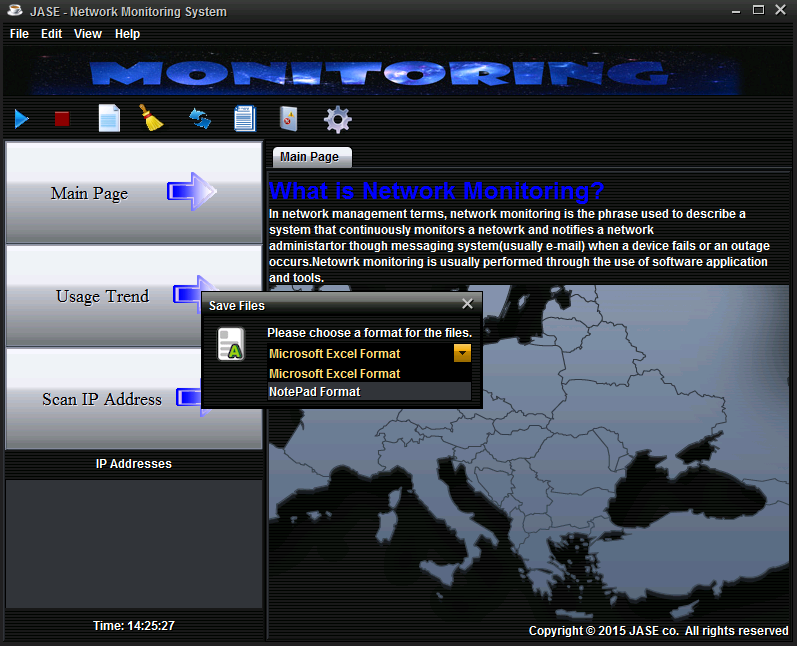 JASE - Network Monitoring System
File Edit View Help
MONITORING
Main Page
Usage Trend
Scan IP Address
IP Addresses
Time: 14:25:27
Main Page
What is Network Monitoring?
In network management terms, network monitoring is the phrase used to describe a
system that continuously monitors a netowrk and notifies a network
administartor though messaging system(usually e-mail) when a device fails or an outage
occurs.Netowrk monitoring is usually performed through the use of software application
and tools.
Save Files
Please choose a format for the files.
Microsoft Excel Format
Microsoft Excel Format
NotePad Format
Copyright © 2015 JASE co. All rights reserved